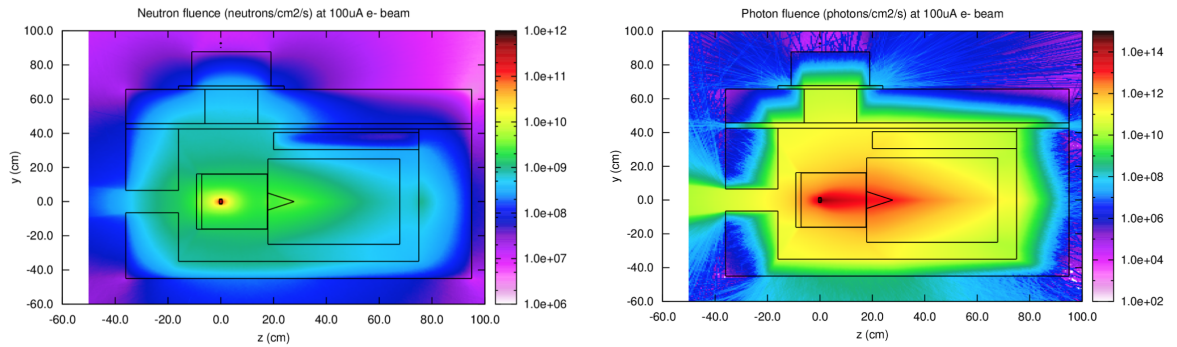 Neutron fluence (neutrons/cm2/s) at 100uA e- beam
100.0
80.0
60.0
40.0
20.0
0.0
-20.0
-40.0
-60.0
y (cm)
-60.0 -40.0 -20.0 0.0 20.0 40.0 60.0 80.0 100.0
z (cm)
1.0e+12
1.0e+11
1.0e+10
1.0e+09
1.0e+08
1.0e+07
1.0e+06
Photon fluence (photons/cm2/s) at 100uA e- beam
100.0
80.0
60.0
40.0
20.0
0.0
-20.0
-40.0
-60.0
y (cm)
-60.0 -40.0 -20.0 0.0 20.0 40.0 60.0 80.0 100.0
z (cm)
1.0e+14
1.0e+12
1.0e+10
1.0e+08
1.0e+06
1.0e+04
1.0e+02